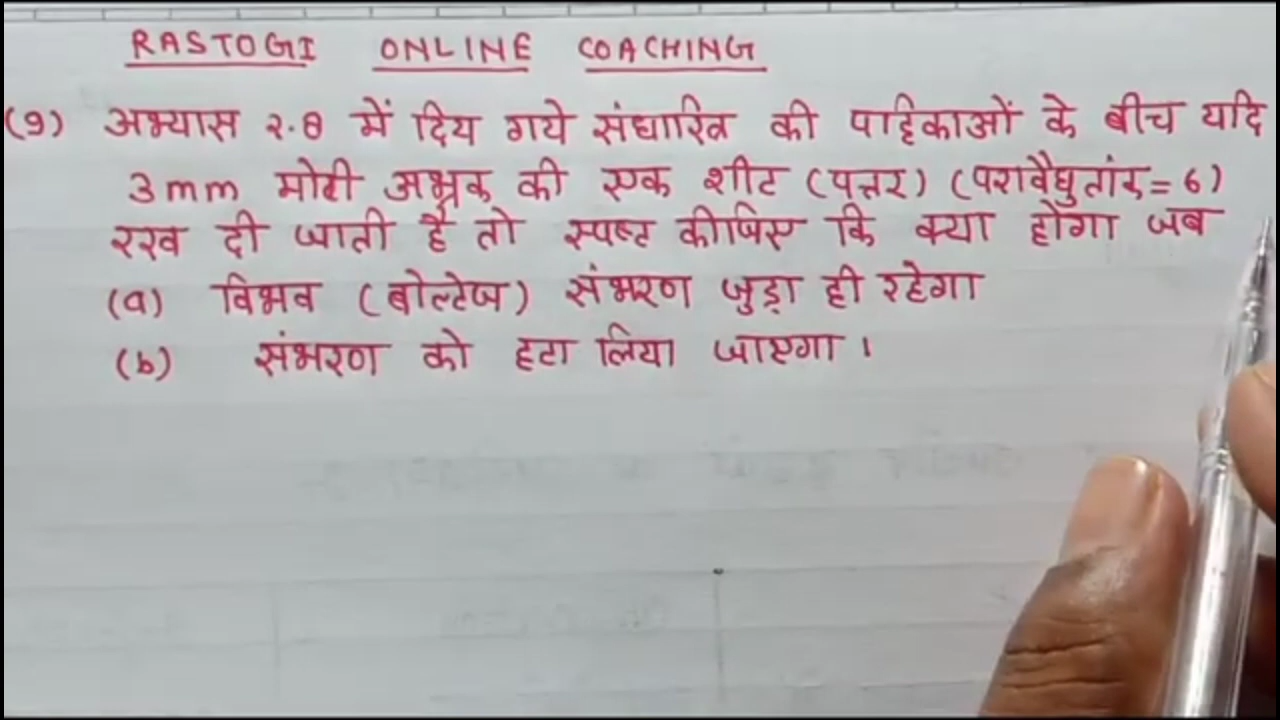 RASTOGI ONLINE COACHING
(9) अभ्यास २.8 में दिय गये संधारित्र की पट्टिकाओं के बीच यदि
3mm मोटी अभ्रक की एक शीट (पत्तर) (परावैधुतांक=6)
रख दी जाती है तो स्पष्ट कीजिए कि क्या होगा जब
(a) विभव (बोल्टेज) संभरण जुड़ा ही रहेगा
(b) संभरण को हटा लिया जाएगा।